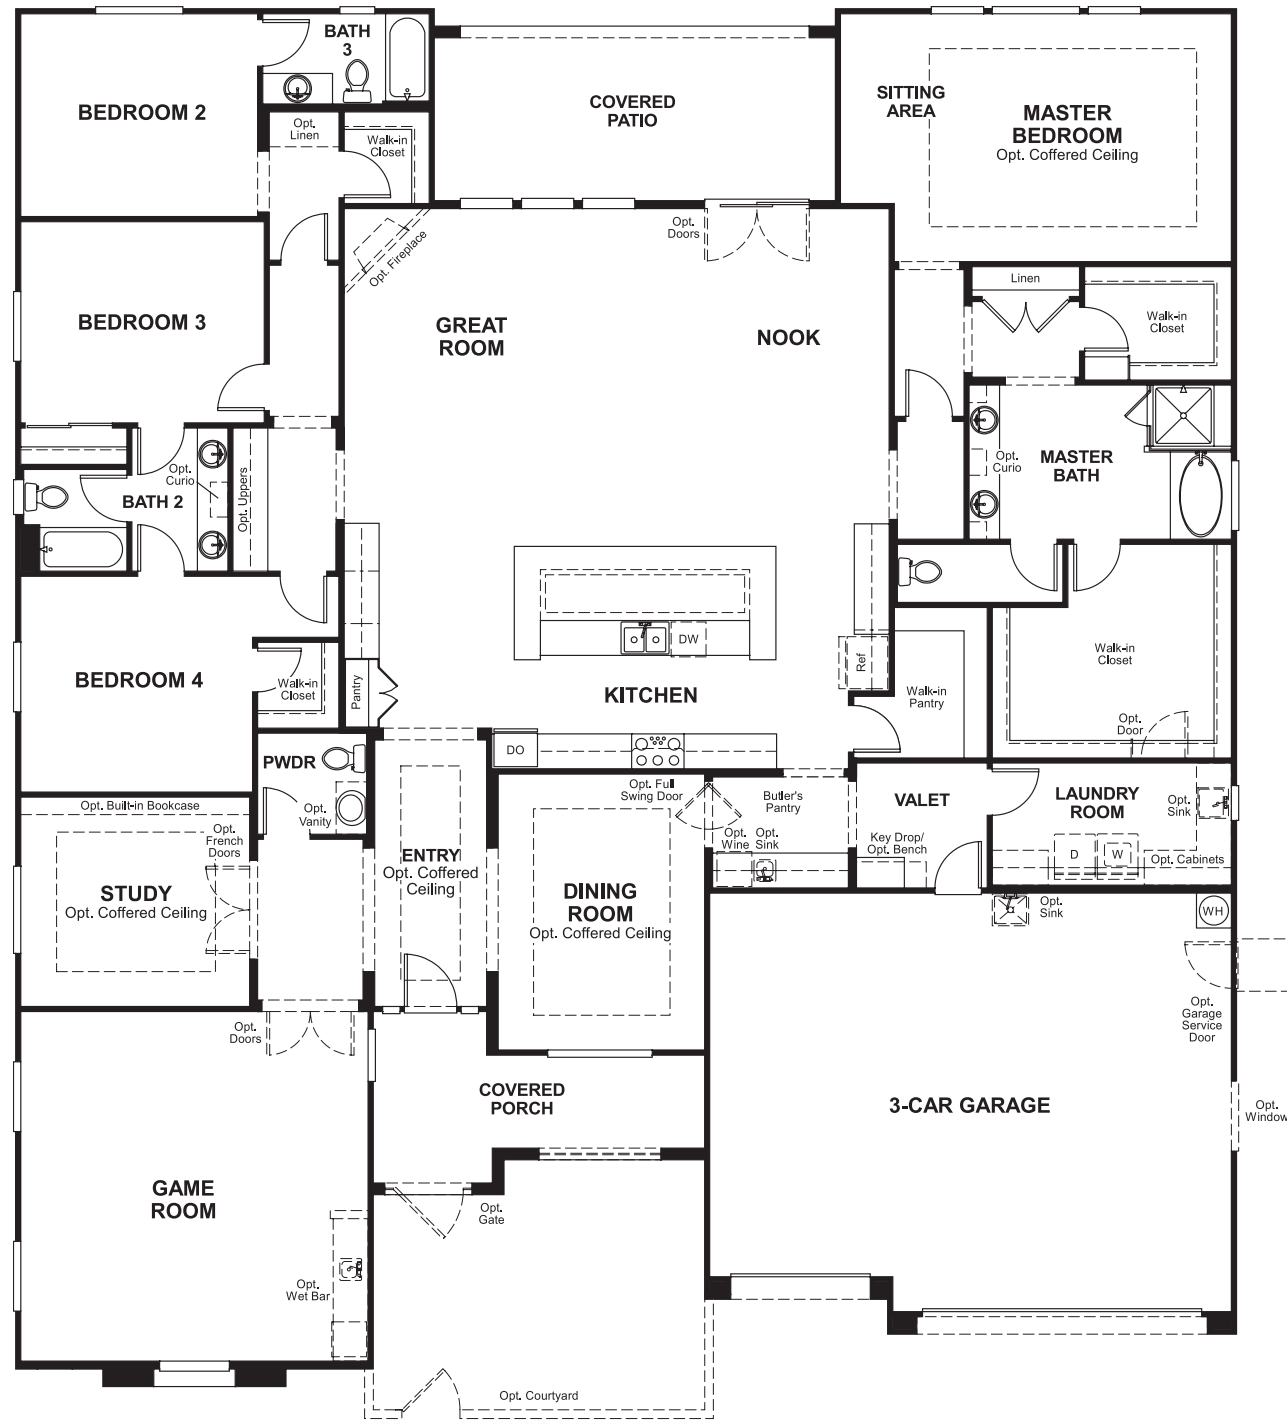 BATH
3
BEDROOM 2
COVERED
PATIO
SITTING
AREA
MASTER
BEDROOM
Opt. Coffered Ceiling
Opt.
Linen
Walk-in
Closet
Opt.
Doors
Opt. Fireplace
Linen
Walk-in
Closet
BEDROOM 3
GREAT
ROOM
NOOK
Opt.
Curio
BATH 2
Opt. Uppers
Opt.
Curio
MASTER
BATH
DW
Ref
Walk-in
Closet
BEDROOM 4
Walk-in
Closet
Pantry
KITCHEN
Walk-in
Pantry
Opt.
Door
DO
PWDR
Opt.
Vanity
Opt. Full
Swing Door
Butler's
Pantry
VALET
LAUNDRY
ROOM
Opt.
Sink
Opt. Built-in Bookcase
Opt.
French
Doors
Opt.
Wine
Opt.
Sink
Key Drop/
Opt. Bench
D
W
Opt. Cabinets
STUDY
Opt. Coffered Ceiling
ENTRY
Opt. Coffered
Ceiling
DINING
ROOM
Opt. Coffered Ceiling
Opt.
Sink
WH
Opt.
Garage
Service
Door
Opt.
Doors
COVERED
PORCH
3-CAR GARAGE
Opt.
Window
GAME
ROOM
Opt.
Gate
Opt.
Wet Bar
Opt. Courtyard